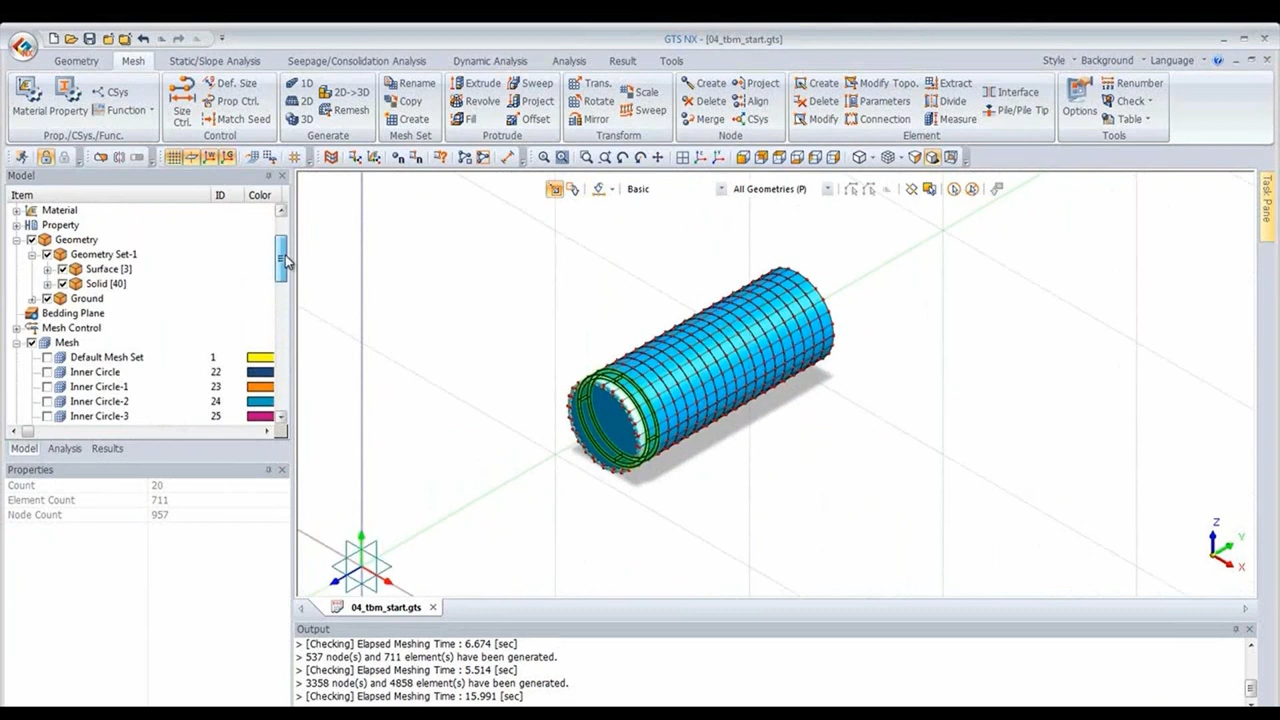 GTS NX - [04_tbm_start.gts]
Geometry Mesh Static/Slope Analysis Seepage/Consolidation Analysis Dynamic Analysis Analysis Result Tools Style Background Language
CSys Def. Size 1D 2D->3D Rename Extrude Sweep Trans. Scale Create Project Create Modify Topo. Extract Interface Renumber
Material Property Function Size Ctrl. Prop Ctrl. 2D Remesh Copy Revolve Project Rotate Sweep Delete Align Delete Parameters Divide Pile/Pile Tip Options Check
Match Seed 3D Create Fill Offset Mirror Merge CSys Modify Connection Measure Table
Prop./CSys./Func. Control Generate Mesh Set Protrude Transform Node Element Tools
Model
Item ID Color
Basic All Geometries (P)
Task Pane
Material
Property
Geometry
Geometry Set-1
Surface [3]
Solid [40]
Ground
Bedding Plane
Mesh Control
Mesh
Default Mesh Set 1
Inner Circle 22
Inner Circle-1 23
Inner Circle-2 24
Inner Circle-3 25
Model Analysis Results
Properties
Count 20
Element Count 711
Node Count 957
Z
Y
X
04_tbm_start.gts
Output
> [Checking] Elapsed Meshing Time : 6.674 [sec]
> 537 node(s) and 711 element(s) have been generated.
> [Checking] Elapsed Meshing Time : 5.514 [sec]
> 3358 node(s) and 4858 element(s) have been generated.
> [Checking] Elapsed Meshing Time : 15.991 [sec]